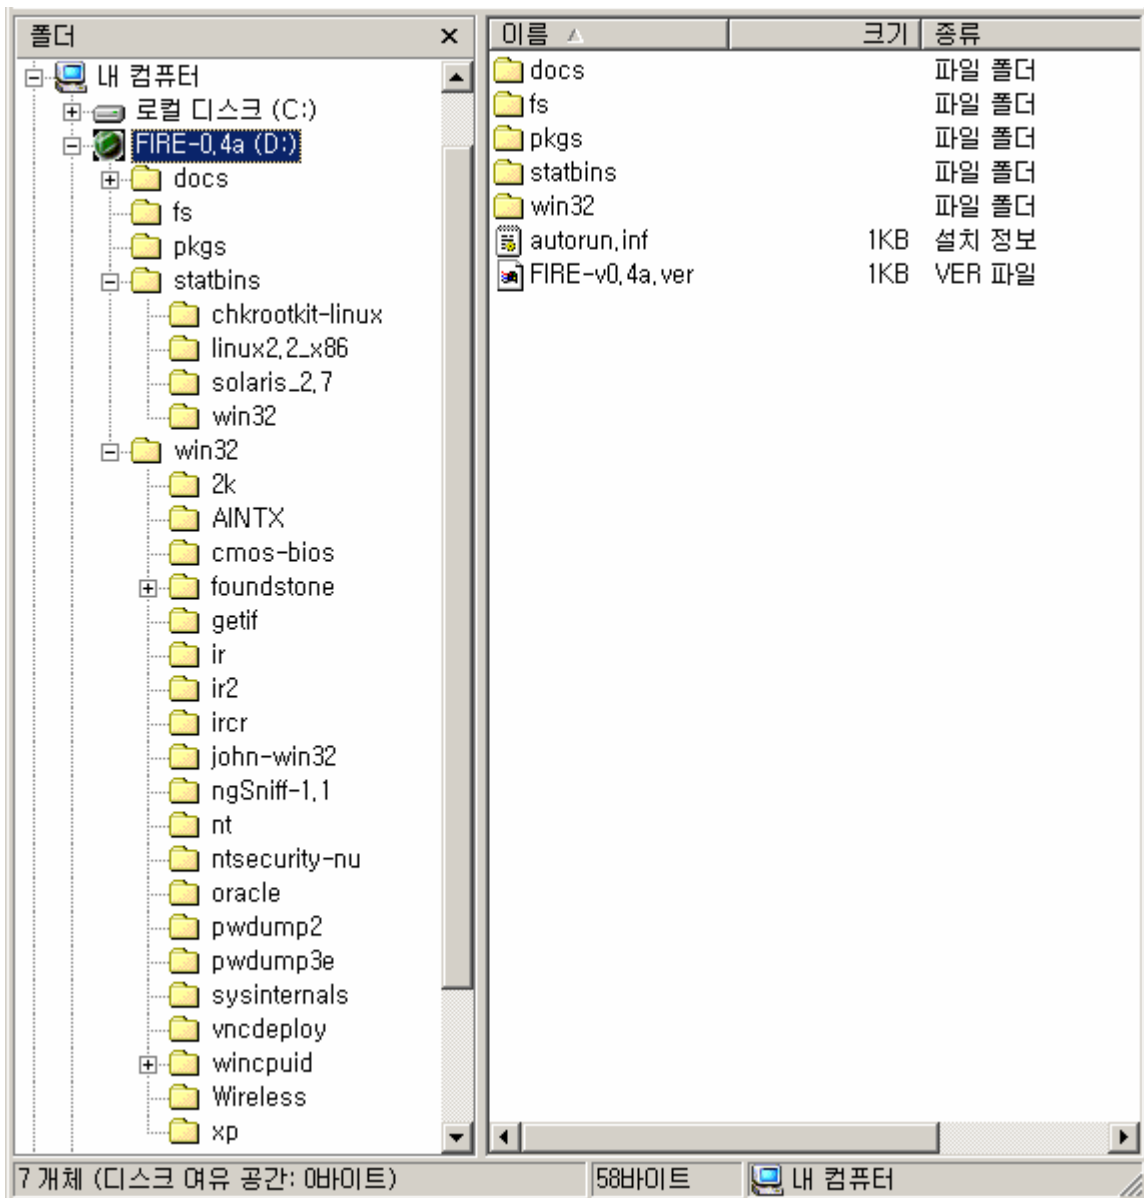 폴더
내 컴퓨터
로컬 디스크 (C:)
FIRE-0.4a (D:)
docs
fs
pkgs
statbins
chkrootkit-linux
linux2.2_x86
solaris_2.7
win32
win32
2k
AINTX
cmos-bios
foundstone
getif
ir
ir2
ircr
john-win32
ngSniff-1.1
nt
ntsecurity-nu
oracle
pwdump2
pwdump3e
sysinternals
vncdeploy
wincpuid
Wireless
xp
이름 크기 종류
docs 파일 폴더
fs 파일 폴더
pkgs 파일 폴더
statbins 파일 폴더
win32 파일 폴더
autorun.inf 1KB 설치 정보
FIRE-v0.4a.ver 1KB VER 파일
7 개체 (디스크 여유 공간: 0바이트) 58바이트 내 컴퓨터